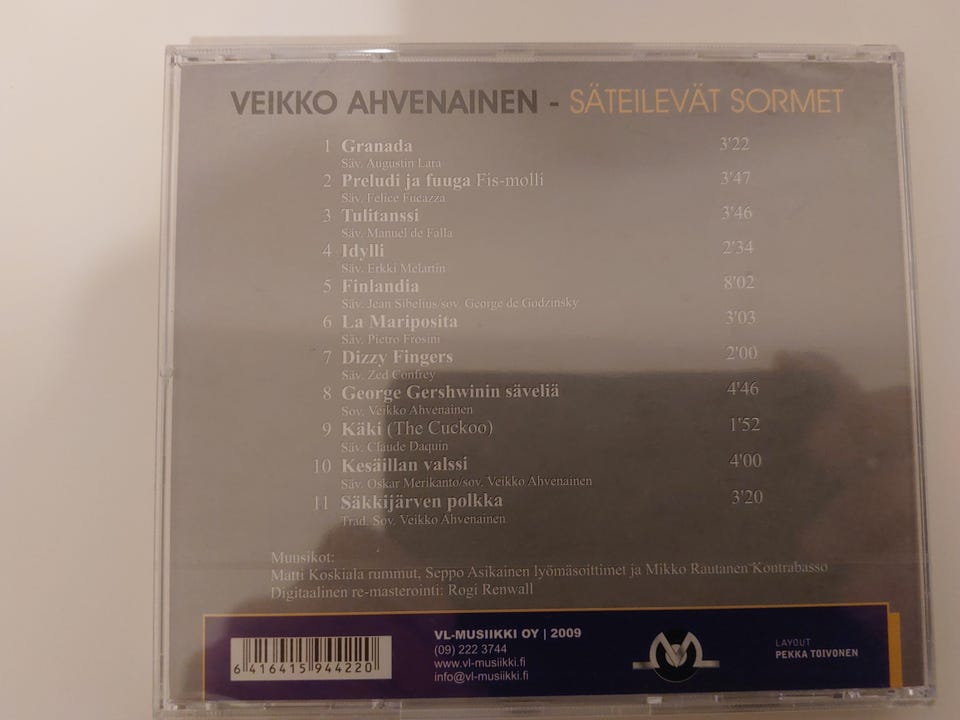 VEIKKO AHVENAINEN - SÄTEILEVÄT SORMET
1 Granada 3'22
Säv. Augustin Lara
2 Preludi ja fuuga Fis-molli 3'47
Säv. Felice Fugazza
3 Tulitanssi 3'46
Säv. Manuel de Falla
4 Idylli 2'34
Säv. Erkki Melartin
5 Finlandia 8'02
Säv. Jean Sibelius/sov. George de Godzinsky
6 La Mariposita 3'03
Säv. Pietro Frosini
7 Dizzy Fingers 2'00
Säv. Zed Confrey
8 George Gershwinin säveliä 4'46
Sov. Veikko Ahvenainen
9 Käki (The Cuckoo) 1'52
Säv. Claude Daquin
10 Kesäillan valssi 4'00
Säv. Oskar Merikanto/sov. Veikko Ahvenainen
11 Säkkijärven polkka 3'20
Trad. Sov. Veikko Ahvenainen
Muusikot:
Matti Koskiala rummut, Seppo Asikainen lyömäsoittimet ja Mikko Rautanen Kontrabasso
Digitaalinen re-masterointi: Rogi Renwall
VL-MUSIIKKI OY | 2009
(09) 222 3744
www.vl-musiikki.fi
info@vl-musiikki.fi
6 416415 944220
LAYOUT
PEKKA TOIVONEN